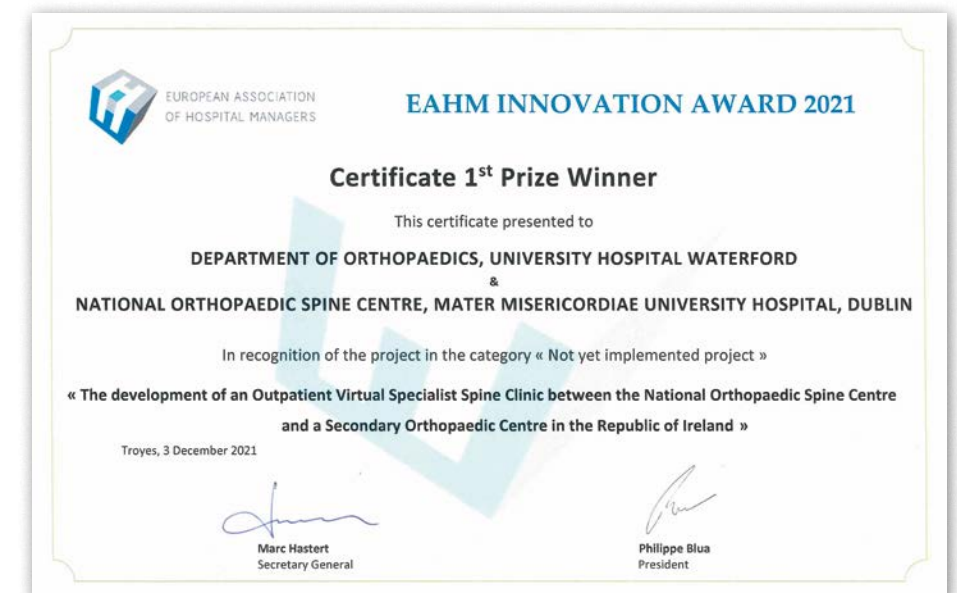 EUROPEAN ASSOCIATION
OF HOSPITAL MANAGERS
EAHM INNOVATION AWARD 2021
Certificate 1st Prize Winner
This certificate presented to
DEPARTMENT OF ORTHOPAEDICS, UNIVERSITY HOSPITAL WATERFORD
&
NATIONAL ORTHOPAEDIC SPINE CENTRE, MATER MISERICORDIAE UNIVERSITY HOSPITAL, DUBLIN
In recognition of the project in the category « Not yet implemented project »
« The development of an Outpatient Virtual Specialist Spine Clinic between the National Orthopaedic Spine Centre
and a Secondary Orthopaedic Centre in the Republic of Ireland »
Troyes, 3 December 2021
Marc Hastert
Secretary General
Philippe Blua
President